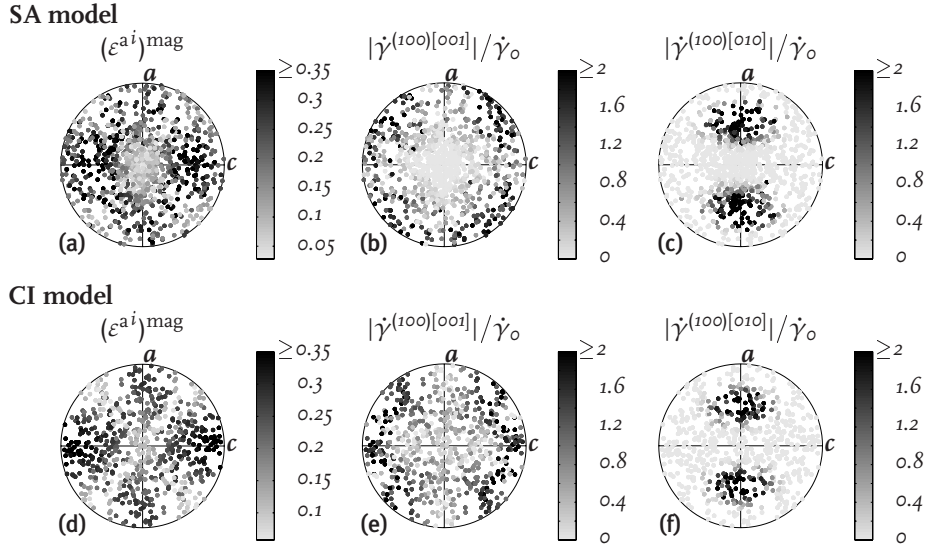 SA model
(ε^{a i})^{mag} |γ̇^{(100)[001]}|/γ̇₀ |γ̇^{(100)[010]}|/γ̇₀
a ≥0.35 a ≥2 a ≥2
0.3 1.6 1.6
0.25 1.2 1.2
c 0.2 c c
0.15 0.8 0.8
0.1 0.4 0.4
(a) 0.05 (b) 0 (c) 0
CI model
(ε^{a i})^{mag} |γ̇^{(100)[001]}|/γ̇₀ |γ̇^{(100)[010]}|/γ̇₀
a ≥0.35 a ≥2 a ≥2
0.3 1.6 1.6
0.25 1.2 1.2
c 0.2 c c
0.15 0.8 0.8
0.1 0.4 0.4
(d) (e) 0 (f) 0